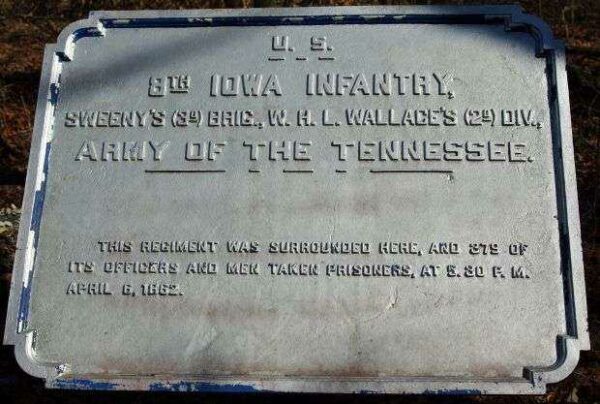 U. S.
8TH IOWA INFANTRY,
SWEENY'S (3D) BRIG., W. H. L. WALLACE'S (2D) DIV.,
ARMY OF THE TENNESSEE.
THIS REGIMENT WAS SURROUNDED HERE, AND 379 OF
ITS OFFICERS AND MEN TAKEN PRISONERS, AT 5.30 P. M.
APRIL 6, 1862.